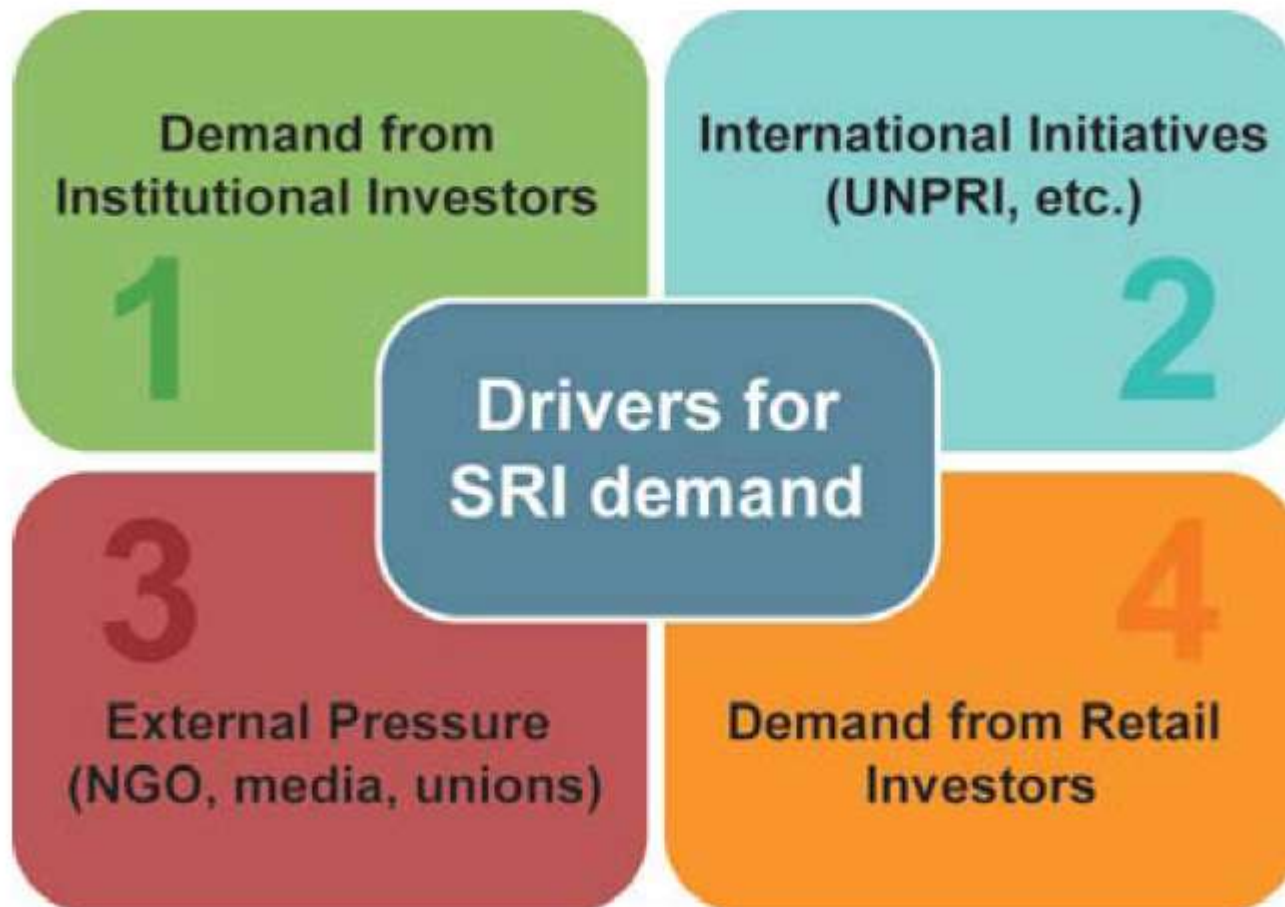 Demand from
Institutional Investors
1
International Initiatives
(UNPRI, etc.)
2
Drivers for
SRI demand
3
External Pressure
(NGO, media, unions)
4
Demand from Retail
Investors